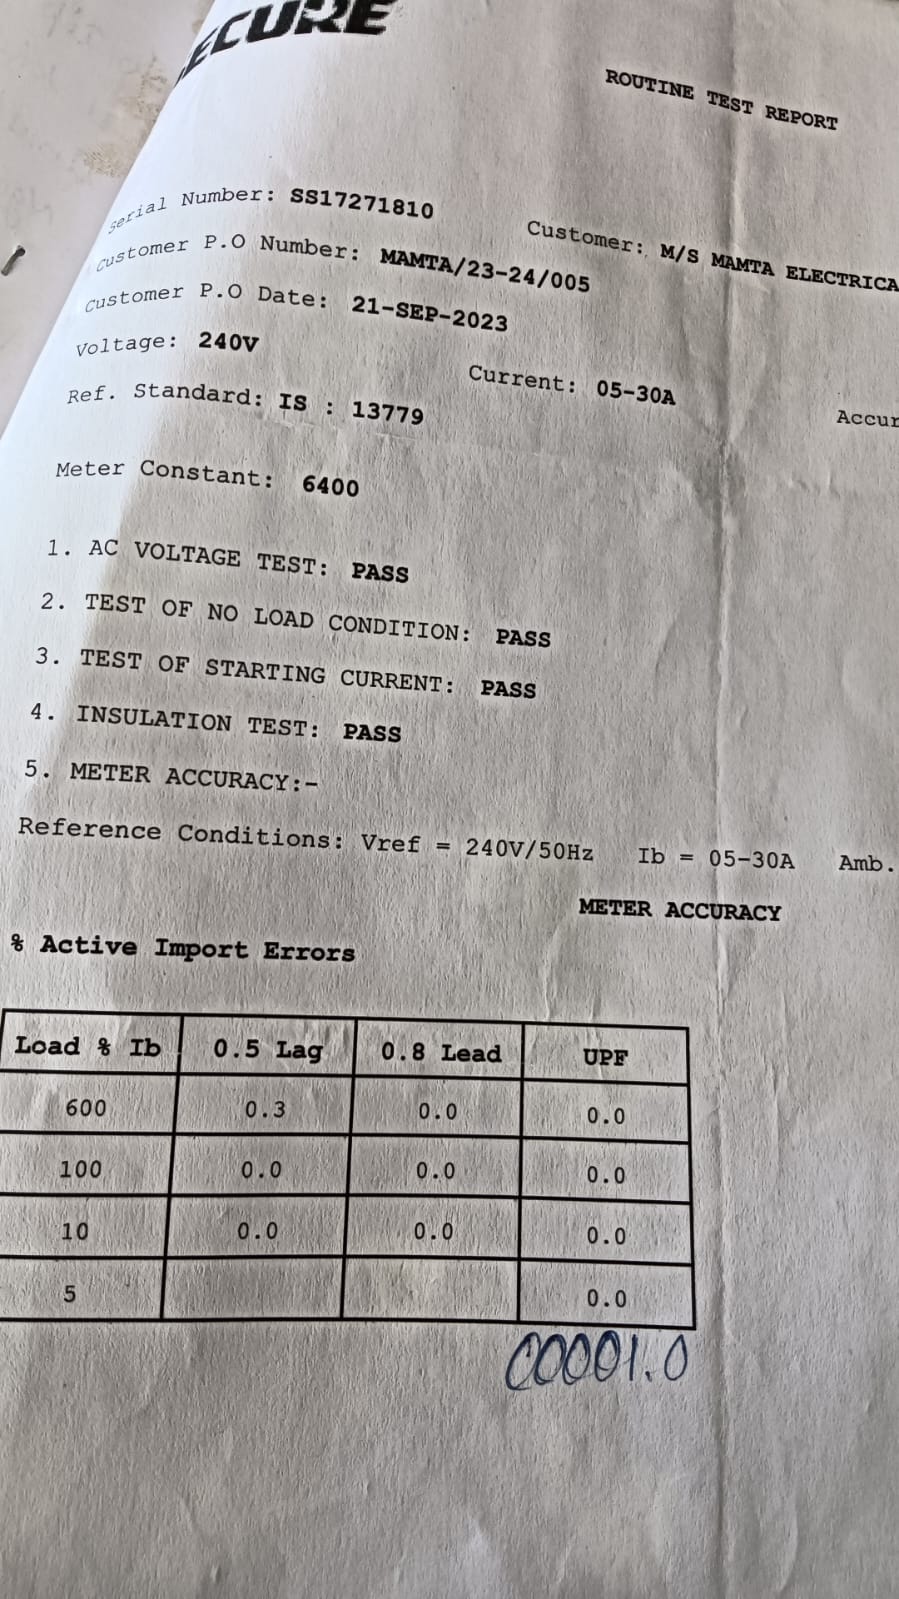 SECURE
ROUTINE TEST REPORT
Serial Number: SS17271810
Customer: M/S MAMTA ELECTRICA
Customer P.O Number: MAMTA/23-24/005
Customer P.O Date: 21-SEP-2023
Voltage: 240V
Current: 05-30A
Accur
Ref. Standard: IS : 13779
Meter Constant: 6400
1. AC VOLTAGE TEST: PASS
2. TEST OF NO LOAD CONDITION: PASS
3. TEST OF STARTING CURRENT: PASS
4. INSULATION TEST: PASS
5. METER ACCURACY:-
Reference Conditions: Vref = 240V/50Hz Ib = 05-30A Amb.
METER ACCURACY
% Active Import Errors
Load % Ib 0.5 Lag 0.8 Lead UPF
600 0.3 0.0 0.0
100 0.0 0.0 0.0
10 0.0 0.0 0.0
5 0.0
00001.0